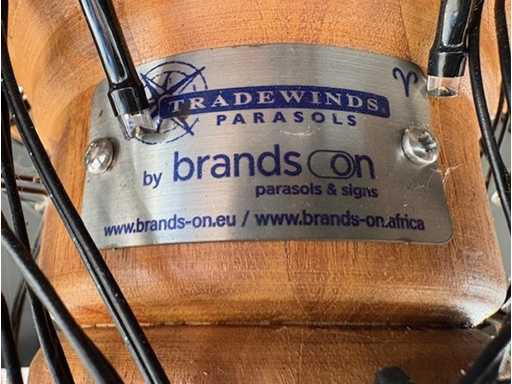 TRADEWINDS.
PARASOLS
by brands on
parasols & signs
www.brands-on.eu / www.brands-on.africa